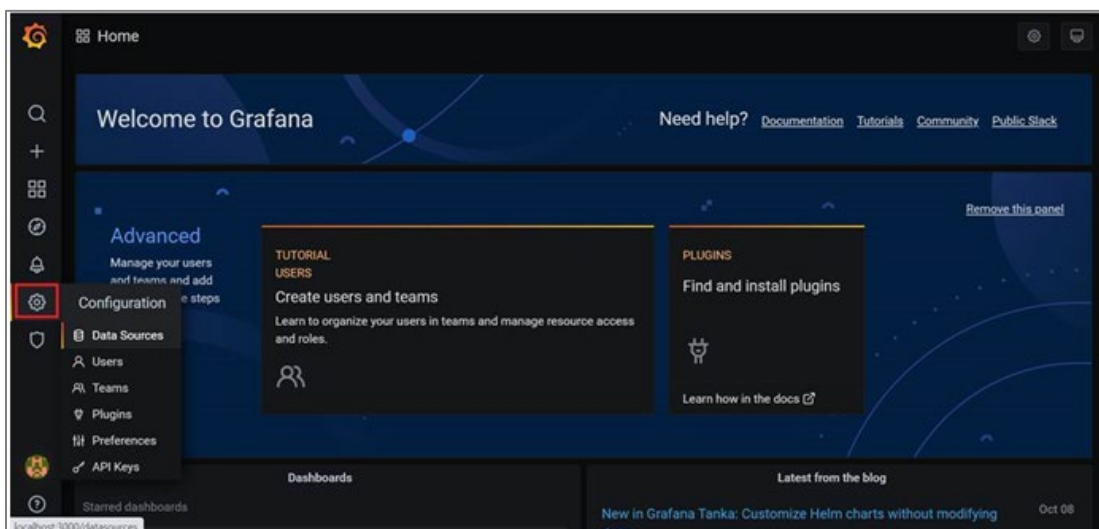 Home
Welcome to Grafana
Need help? Documentation Tutorials Community Public Slack
Remove this panel
Advanced
Manage your users
and teams and add
e steps
TUTORIAL
USERS
Create users and teams
Learn to organize your users in teams and manage resource access
and roles.
PLUGINS
Find and install plugins
Learn how in the docs
Configuration
Data Sources
Users
Teams
Plugins
Preferences
API Keys
Dashboards
Starred dashboards
Latest from the blog
New in Grafana Tanka: Customize Helm charts without modifying
Oct 08
localhost:3000/datasources